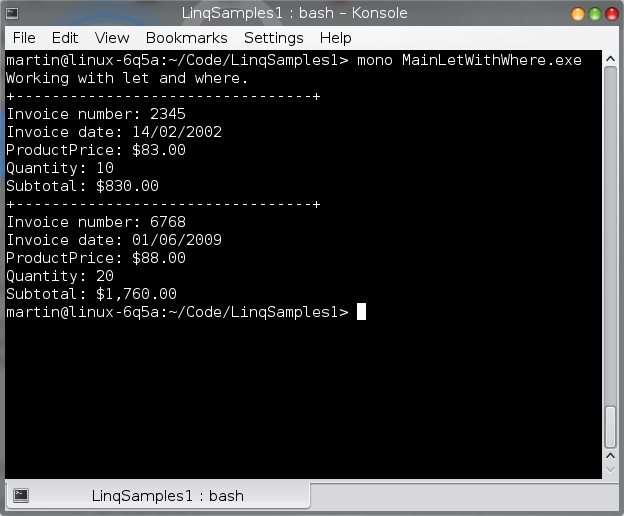 LinqSamples1 : bash – Konsole
File Edit View Bookmarks Settings Help
martin@linux-6q5a:~/Code/LinqSamples1> mono MainLetWithWhere.exe
Working with let and where.
+---------------------------------+
Invoice number: 2345
Invoice date: 14/02/2002
ProductPrice: $83.00
Quantity: 10
Subtotal: $830.00
+---------------------------------+
Invoice number: 6768
Invoice date: 01/06/2009
ProductPrice: $88.00
Quantity: 20
Subtotal: $1,760.00
martin@linux-6q5a:~/Code/LinqSamples1>
LinqSamples1 : bash